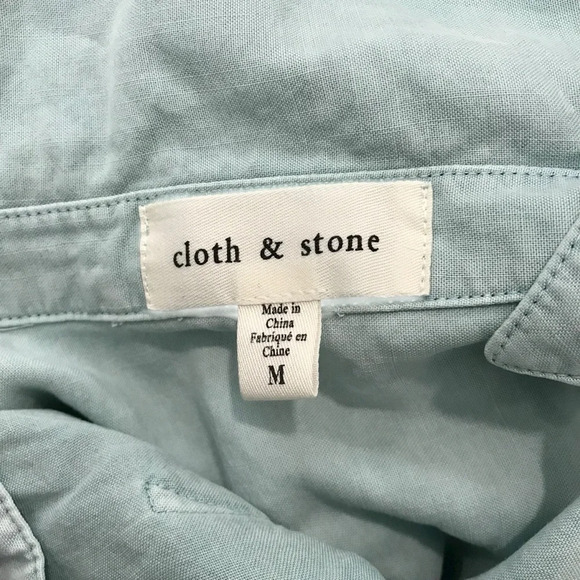 cloth & stone
Made in
China
Fabriqué en
Chine
M